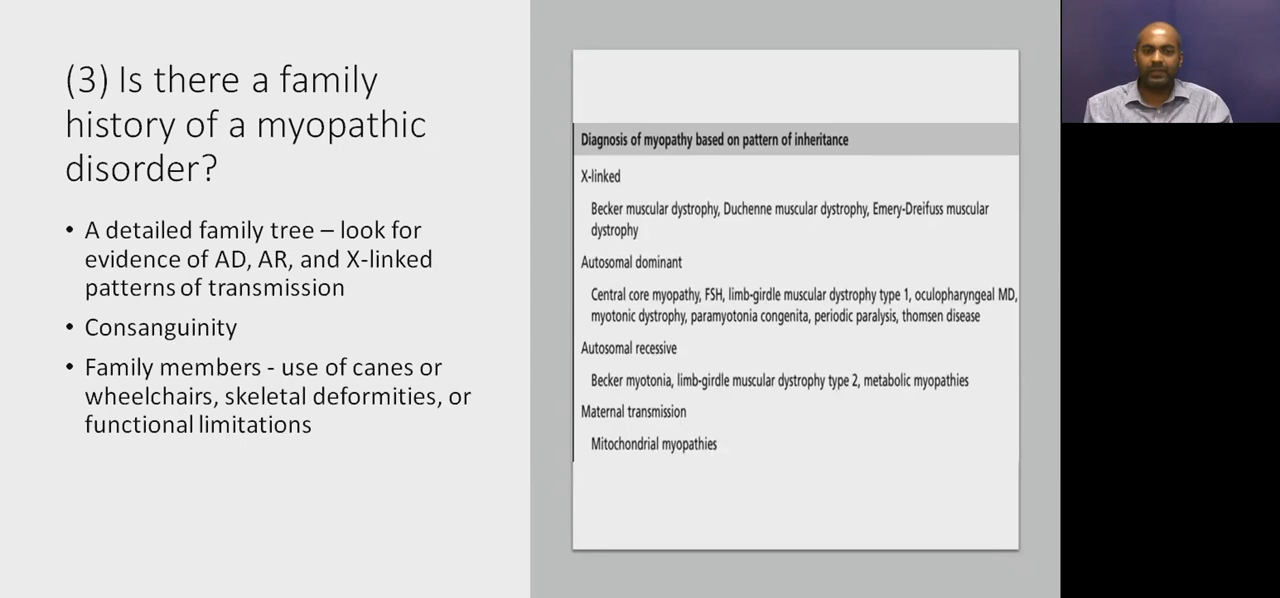 (3) Is there a family
history of a myopathic
disorder?
• A detailed family tree – look for
evidence of AD, AR, and X-linked
patterns of transmission
• Consanguinity
• Family members - use of canes or
wheelchairs, skeletal deformities, or
functional limitations
Diagnosis of myopathy based on pattern of inheritance
X-linked
Becker muscular dystrophy, Duchenne muscular dystrophy, Emery-Dreifuss muscular
dystrophy
Autosomal dominant
Central core myopathy, FSH, limb-girdle muscular dystrophy type 1, oculopharyngeal MD,
myotonic dystrophy, paramyotonia congenita, periodic paralysis, thomsen disease
Autosomal recessive
Becker myotonia, limb-girdle muscular dystrophy type 2, metabolic myopathies
Maternal transmission
Mitochondrial myopathies